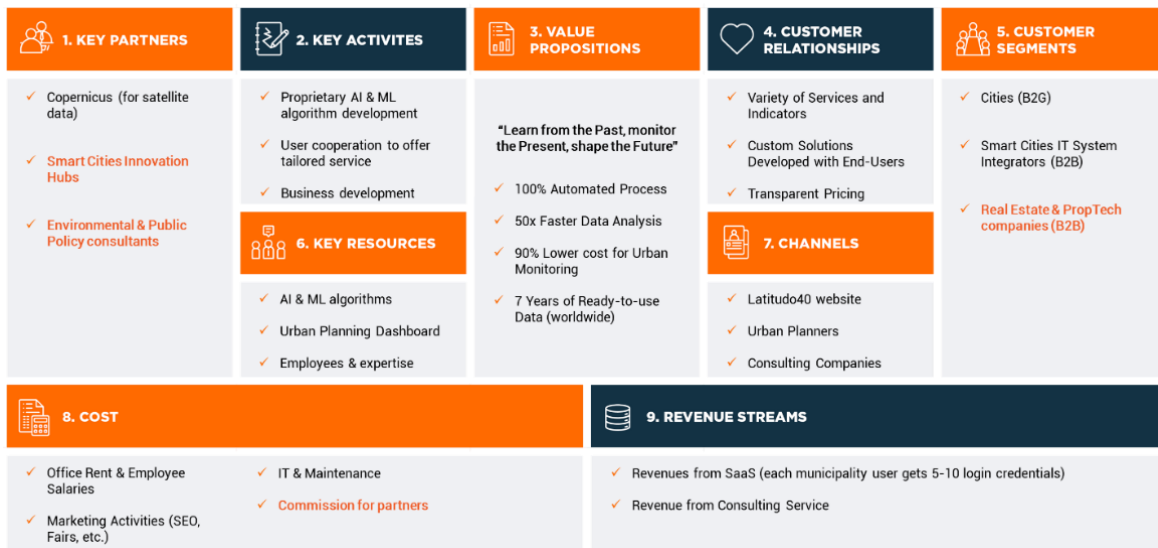 1. KEY PARTNERS
Copernicus (for satellite
data)
Smart Cities Innovation
Hubs
Environmental & Public
Policy consultants
2. KEY ACTIVITES
Proprietary AI & ML
algorithm development
User cooperation to offer
tailored service
Business development
6. KEY RESOURCES
AI & ML algorithms
Urban Planning Dashboard
Employees & expertise
3. VALUE
PROPOSITIONS
“Learn from the Past, monitor
the Present, shape the Future”
100% Automated Process
50x Faster Data Analysis
90% Lower cost for Urban
Monitoring
7 Years of Ready-to-use
Data (worldwide)
4. CUSTOMER
RELATIONSHIPS
Variety of Services and
Indicators
Custom Solutions
Developed with End-Users
Transparent Pricing
7. CHANNELS
Latitudo40 website
Urban Planners
Consulting Companies
5. CUSTOMER
SEGMENTS
Cities (B2G)
Smart Cities IT System
Integrators (B2B)
Real Estate & PropTech
companies (B2B)
8. COST
Office Rent & Employee
Salaries
Marketing Activities (SEO,
Fairs, etc.)
IT & Maintenance
Commission for partners
9. REVENUE STREAMS
Revenues from SaaS (each municipality user gets 5-10 login credentials)
Revenue from Consulting Service